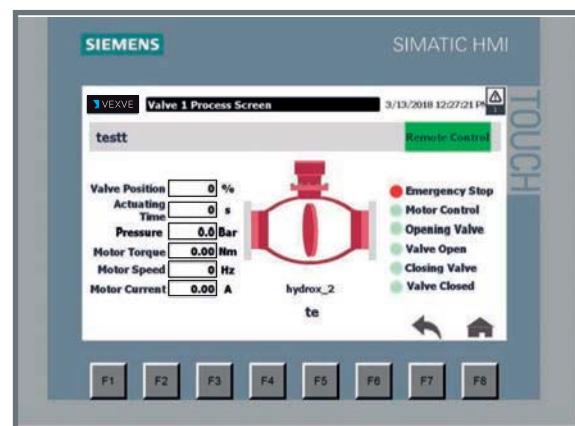 SIEMENS
SIMATIC HMI
TOUCH
VEXVE
Valve 1 Process Screen
3/13/2018 12:27:21 PM
1
testt
Remote Control
Valve Position 0 %
Actuating Time 0 s
Pressure 0.0 Bar
Motor Torque 0.00 Nm
Motor Speed 0 Hz
Motor Current 0.00 A
Emergency Stop
Motor Control
Opening Valve
Valve Open
Closing Valve
Valve Closed
hydrox_2
te
F1 F2 F3 F4 F5 F6 F7 F8